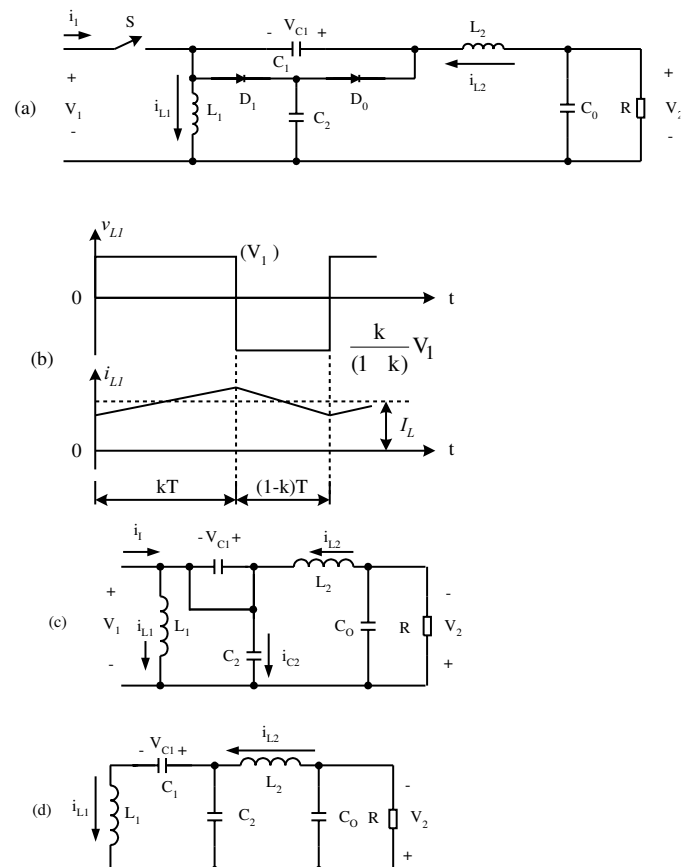 (a)
i1
S
- VC1 +
C1
L2
iL2
+
V1
-
iL1
L1
D1
D0
C2
C0
R
+
V2
-
(b)
vL1
0
(V1 )
t
k
(1 k)
V1
iL1
0
IL
t
kT
(1-k)T
(c)
iI
- VC1 +
iL2
L2
+
V1
-
iL1
L1
C2
iC2
CO
R
-
V2
+
(d)
- VC1 +
C1
iL2
L2
iL1
L1
C2
CO
R
-
V2
+